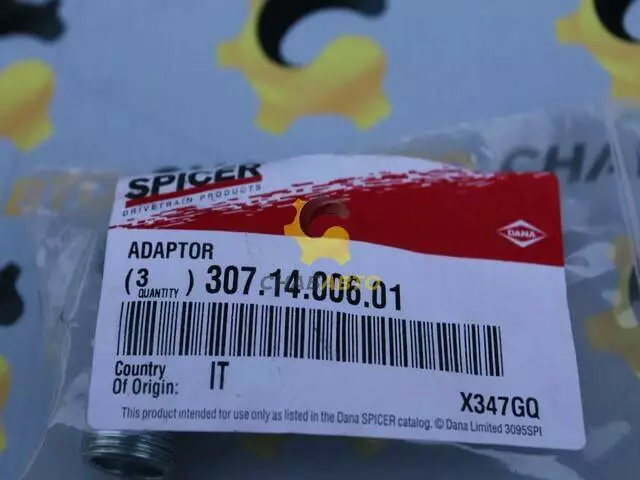 SPICER
DRIVETRAIN PRODUCTS
DANA
ADAPTOR
(3 QUANTITY ) 307.14.006.01
СНАБАВТО
Country
Of Origin: IT
X347GQ
This product intended for use only as listed in the Dana SPICER catalog. © Dana Limited 3095SPI